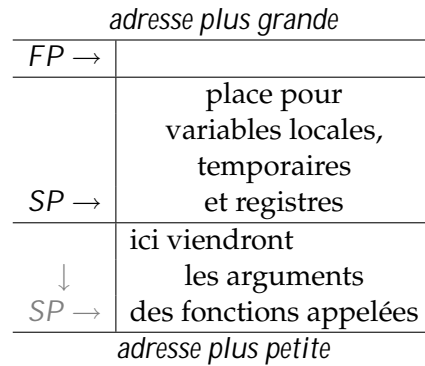 adresse plus grande
FP →
place pour
variables locales,
temporaires
SP → et registres
ici viendront
↓ les arguments
SP → des fonctions appelées
adresse plus petite